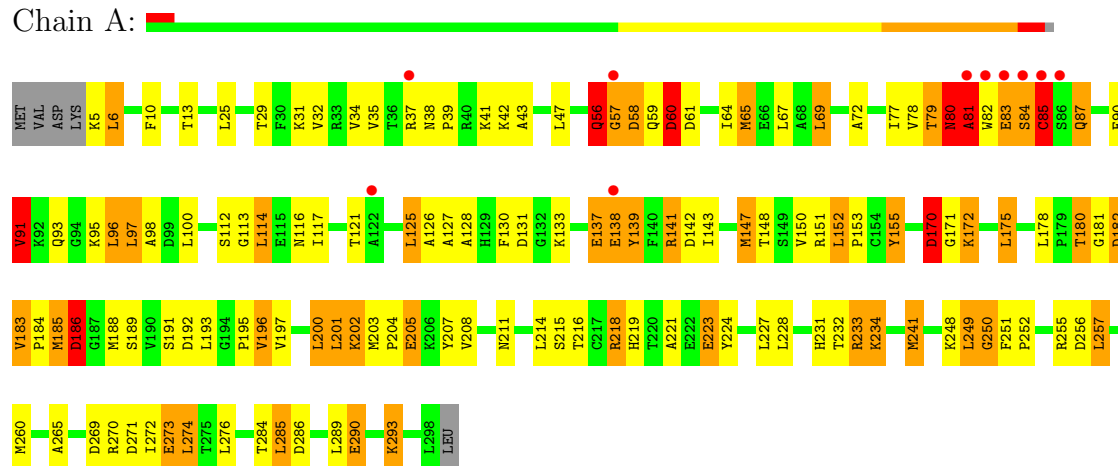 Chain A:
MET VAL ASP LYS K5 L6 F10 T13 L25 T29 F30 K31 V32 R33 V34 V35 T36 R37 N38 P39 R40 K41 K42 A43 L47 Q56 G57 D58 Q59 D60 D61 I64 M65 E66 L67 A68 L69 A72 I77 V78 T79 N80 A81 W82 E83 S84 C85 S86 Q87
V91 K92 Q93 G94 K95 L96 L97 A98 D99 L100 S112 G113 L114 E115 N116 I117 T121 A122 L125 A126 A127 A128 H129 F130 D131 G132 K133 E137 E138 Y139 F140 R141 D142 I143 M147 T148 S149 V150 R151 L152 P153 C154 Y155 D170 G171 K172 L175 L178 P179 T180 G181
V183 P184 M185 D186 G187 M188 S189 V190 S191 D192 L193 G194 P195 V196 V197 L200 L201 K202 M203 P204 E205 K206 Y207 V208 N211 L214 S215 T216 C217 R218 H219 T220 A221 E222 E223 Y224 L227 L228 H231 T232 R233 K234 M241 K248 L249 G250 F251 P252 R255 D256 L257
M260 A265 D269 R270 D271 I272 E273 L274 T275 L276 T284 L285 D286 L289 E290 K293 L298 LEU